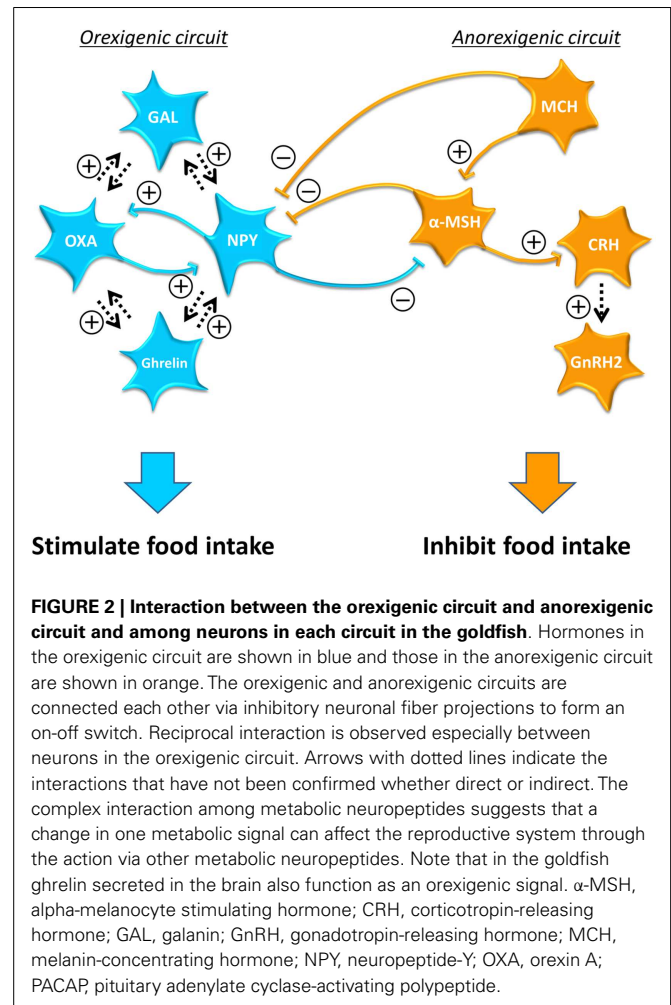 Orexigenic circuit Anorexigenic circuit
GAL
MCH
+ + − +
+ −
OXA NPY α-MSH
+ CRH
+ + + − +
Ghrelin GnRH2
Stimulate food intake Inhibit food intake
FIGURE 2 | Interaction between the orexigenic circuit and anorexigenic
circuit and among neurons in each circuit in the goldfish. Hormones in
the orexigenic circuit are shown in blue and those in the anorexigenic circuit
are shown in orange. The orexigenic and anorexigenic circuits are
connected each other via inhibitory neuronal fiber projections to form an
on-off switch. Reciprocal interaction is observed especially between
neurons in the orexigenic circuit. Arrows with dotted lines indicate the
interactions that have not been confirmed whether direct or indirect. The
complex interaction among metabolic neuropeptides suggests that a
change in one metabolic signal can affect the reproductive system through
the action via other metabolic neuropeptides. Note that in the goldfish
ghrelin secreted in the brain also function as an orexigenic signal. α-MSH,
alpha-melanocyte stimulating hormone; CRH, corticotropin-releasing
hormone; GAL, galanin; GnRH, gonadotropin-releasing hormone; MCH,
melanin-concentrating hormone; NPY, neuropeptide-Y; OXA, orexin A;
PACAP, pituitary adenylate cyclase-activating polypeptide.